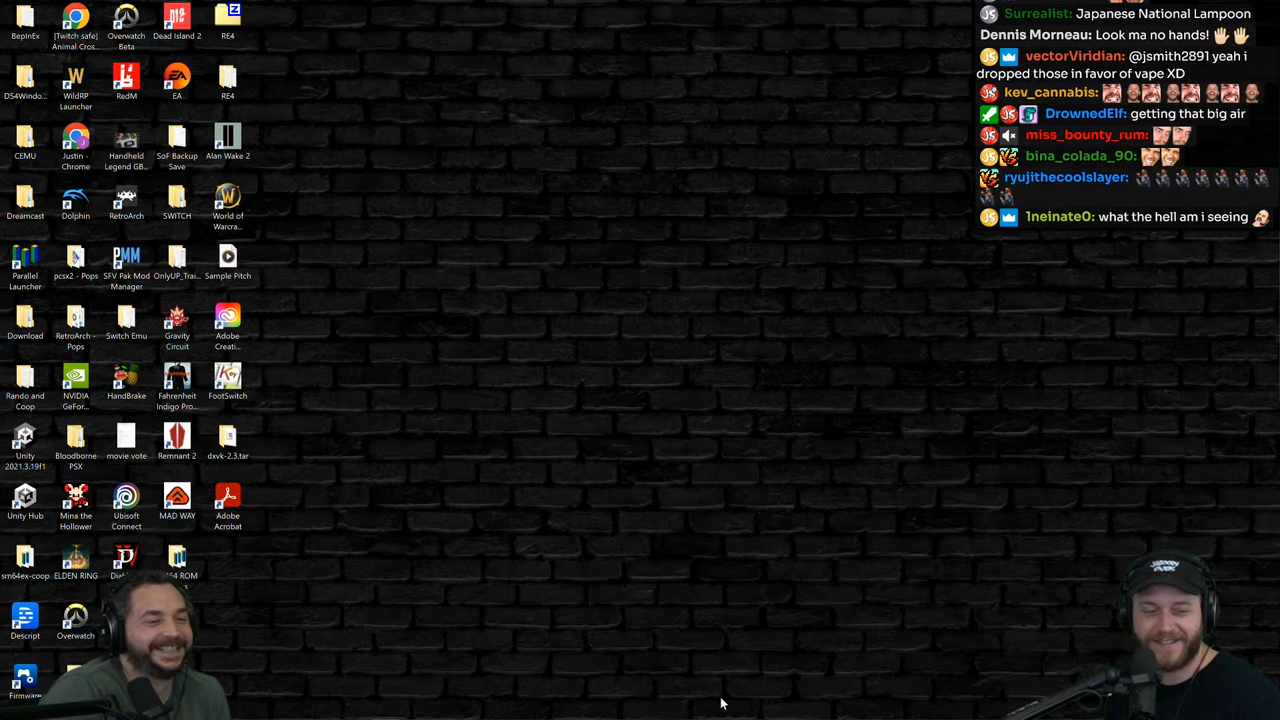 BepInEx
[Twitch safe]
Animal Cros...
Overwatch
Beta
Dead Island 2
RE4
DS4Windo...
WildRP
Launcher
RedM
EA
RE4
CEMU
Justin -
Chrome
Handheld
Legend GB...
SoF Backup
Save
Alan Wake 2
Dreamcast
Dolphin
RetroArch
SWITCH
World of
Warcra...
Parallel
Launcher
pcsx2 - Pops
PMM
SFV Pak Mod
Manager
OnlyUP_Trai...
Sample Pitch
Download
RetroArch -
Pops
Switch Emu
Gravity
Circuit
Adobe
Creati...
Rando and
Coop
NVIDIA
GeFor...
HandBrake
Fahrenheit
Indigo Pro...
FootSwitch
Unity
2021.3.19f1
Bloodborne
PSX
movie vote
Remnant 2
dxvk-2.3.tar
Unity Hub
Mina the
Hollower
Ubisoft
Connect
MAD WAY
Adobe
Acrobat
sm64ex-coop
ELDEN RING
64 ROM
Descript
Overwatch
Firmware
Surrealist: Japanese National Lampoon
Dennis Morneau: Look ma no hands!
vectorViridian: @jsmith2891 yeah i
dropped those in favor of vape XD
kev_cannabis:
DrownedElf: getting that big air
miss_bounty_rum:
bina_colada_90:
ryujithecoolslayer:
1neinate0: what the hell am i seeing